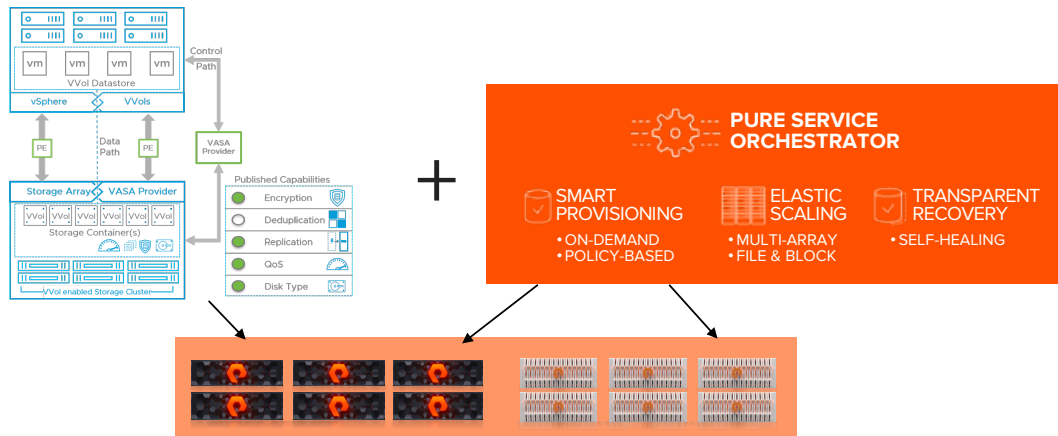 vm vm vm vm
VVol Datastore
vSphere VVols
Control
Path
PE PE
Data
Path
VASA
Provider
Storage Array VASA Provider
VVol VVol VVol VVol VVol VVol
Storage Container(s)
VVol enabled Storage Cluster
Published Capabilities
Encryption
Deduplication
Replication
QoS
Disk Type
+
PURE SERVICE
ORCHESTRATOR
SMART
PROVISIONING
• ON-DEMAND
• POLICY-BASED
ELASTIC
SCALING
• MULTI-ARRAY
• FILE & BLOCK
TRANSPARENT
RECOVERY
• SELF-HEALING